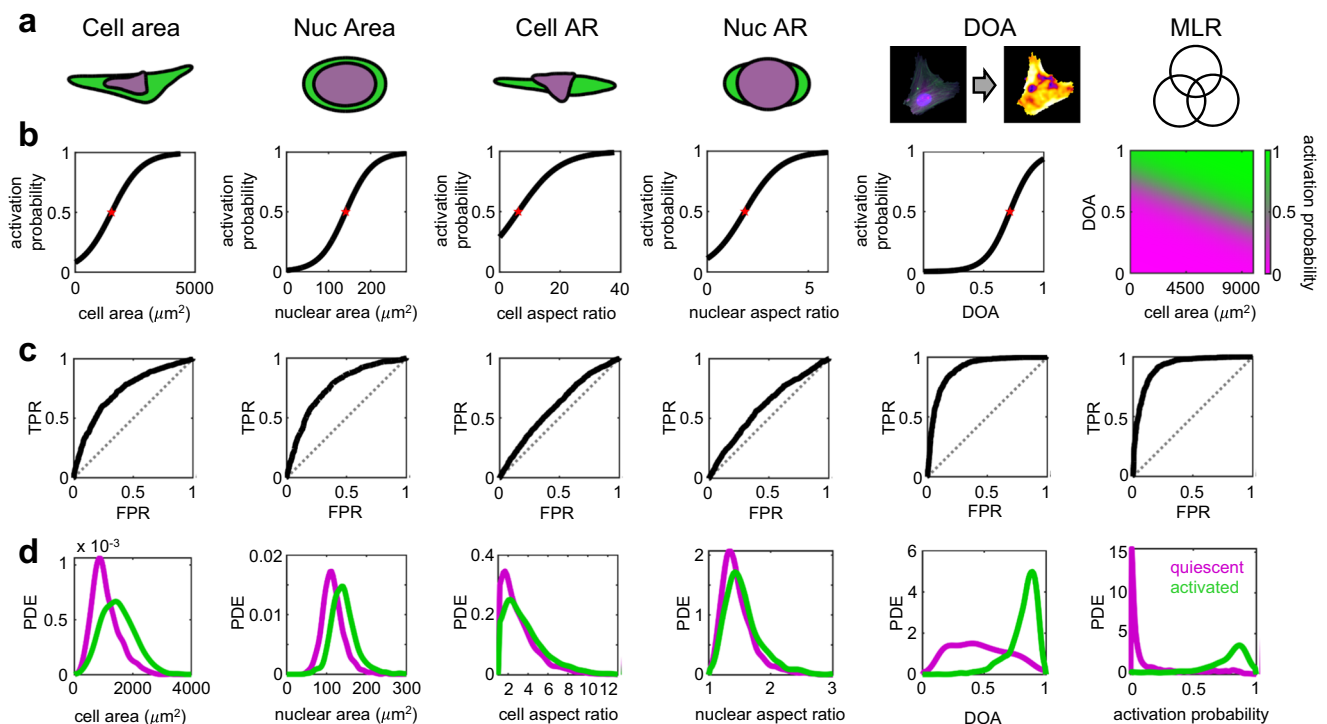 a
Cell area
Nuc Area
Cell AR
Nuc AR
DOA
MLR
b
activation
probability
1
0.5
0
0
5000
cell area (μm²)
activation
probability
1
0.5
0
0
100
200
nuclear area (μm²)
activation
probability
1
0.5
0
0
20
40
cell aspect ratio
activation
probability
1
0.5
0
0
5
nuclear aspect ratio
1
0.5
0
0
0.5
1
DOA
DOA
1
0.5
0
0
4500
9000
cell area (μm²)
1
0.5
0
activation probability
c
TPR
1
0.5
0
0
0.5
1
FPR
TPR
1
0.5
0
0
0.5
1
FPR
TPR
1
0.5
0
0
0.5
1
FPR
TPR
1
0.5
0
0
0.5
1
FPR
TPR
1
0.5
0
0
0.5
1
FPR
TPR
1
0.5
0
0
0.5
1
FPR
d
x 10⁻³
PDE
1
0.5
0
0
2000
4000
cell area (μm²)
PDE
0.02
0.01
0
0
100
200
300
nuclear area (μm²)
PDE
0.4
0.2
0
2 4 6 8 10 12
cell aspect ratio
PDE
2
1
0
1
2
3
nuclear aspect ratio
PDE
6
4
2
0
0
0.5
1
DOA
PDE
15
10
5
0
0
0.5
1
activation probability
quiescent
activated